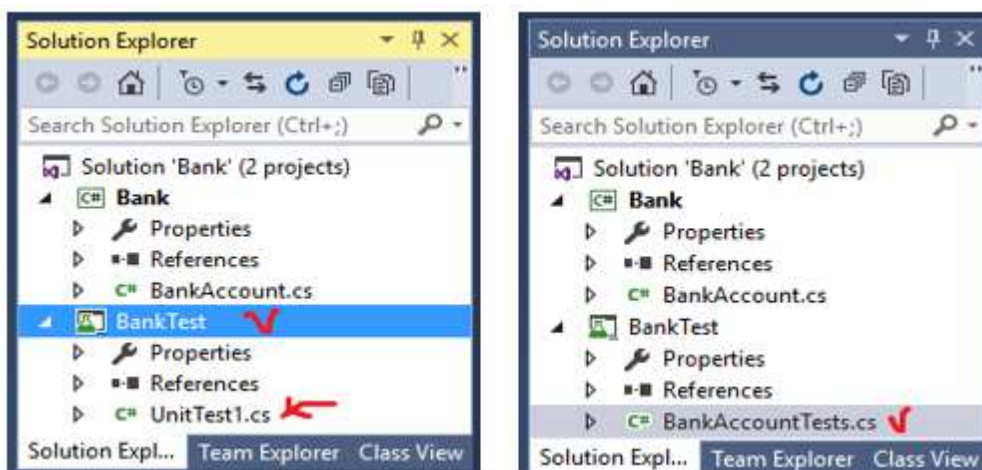 Solution Explorer
Search Solution Explorer (Ctrl+;)
Solution 'Bank' (2 projects)
C# Bank
Properties
References
C# BankAccount.cs
BankTest
Properties
References
C# UnitTest1.cs
Solution Expl... Team Explorer Class View
Solution Explorer
Search Solution Explorer (Ctrl+;)
Solution 'Bank' (2 projects)
C# Bank
Properties
References
C# BankAccount.cs
BankTest
Properties
References
C# BankAccountTests.cs
Solution Expl... Team Explorer Class View